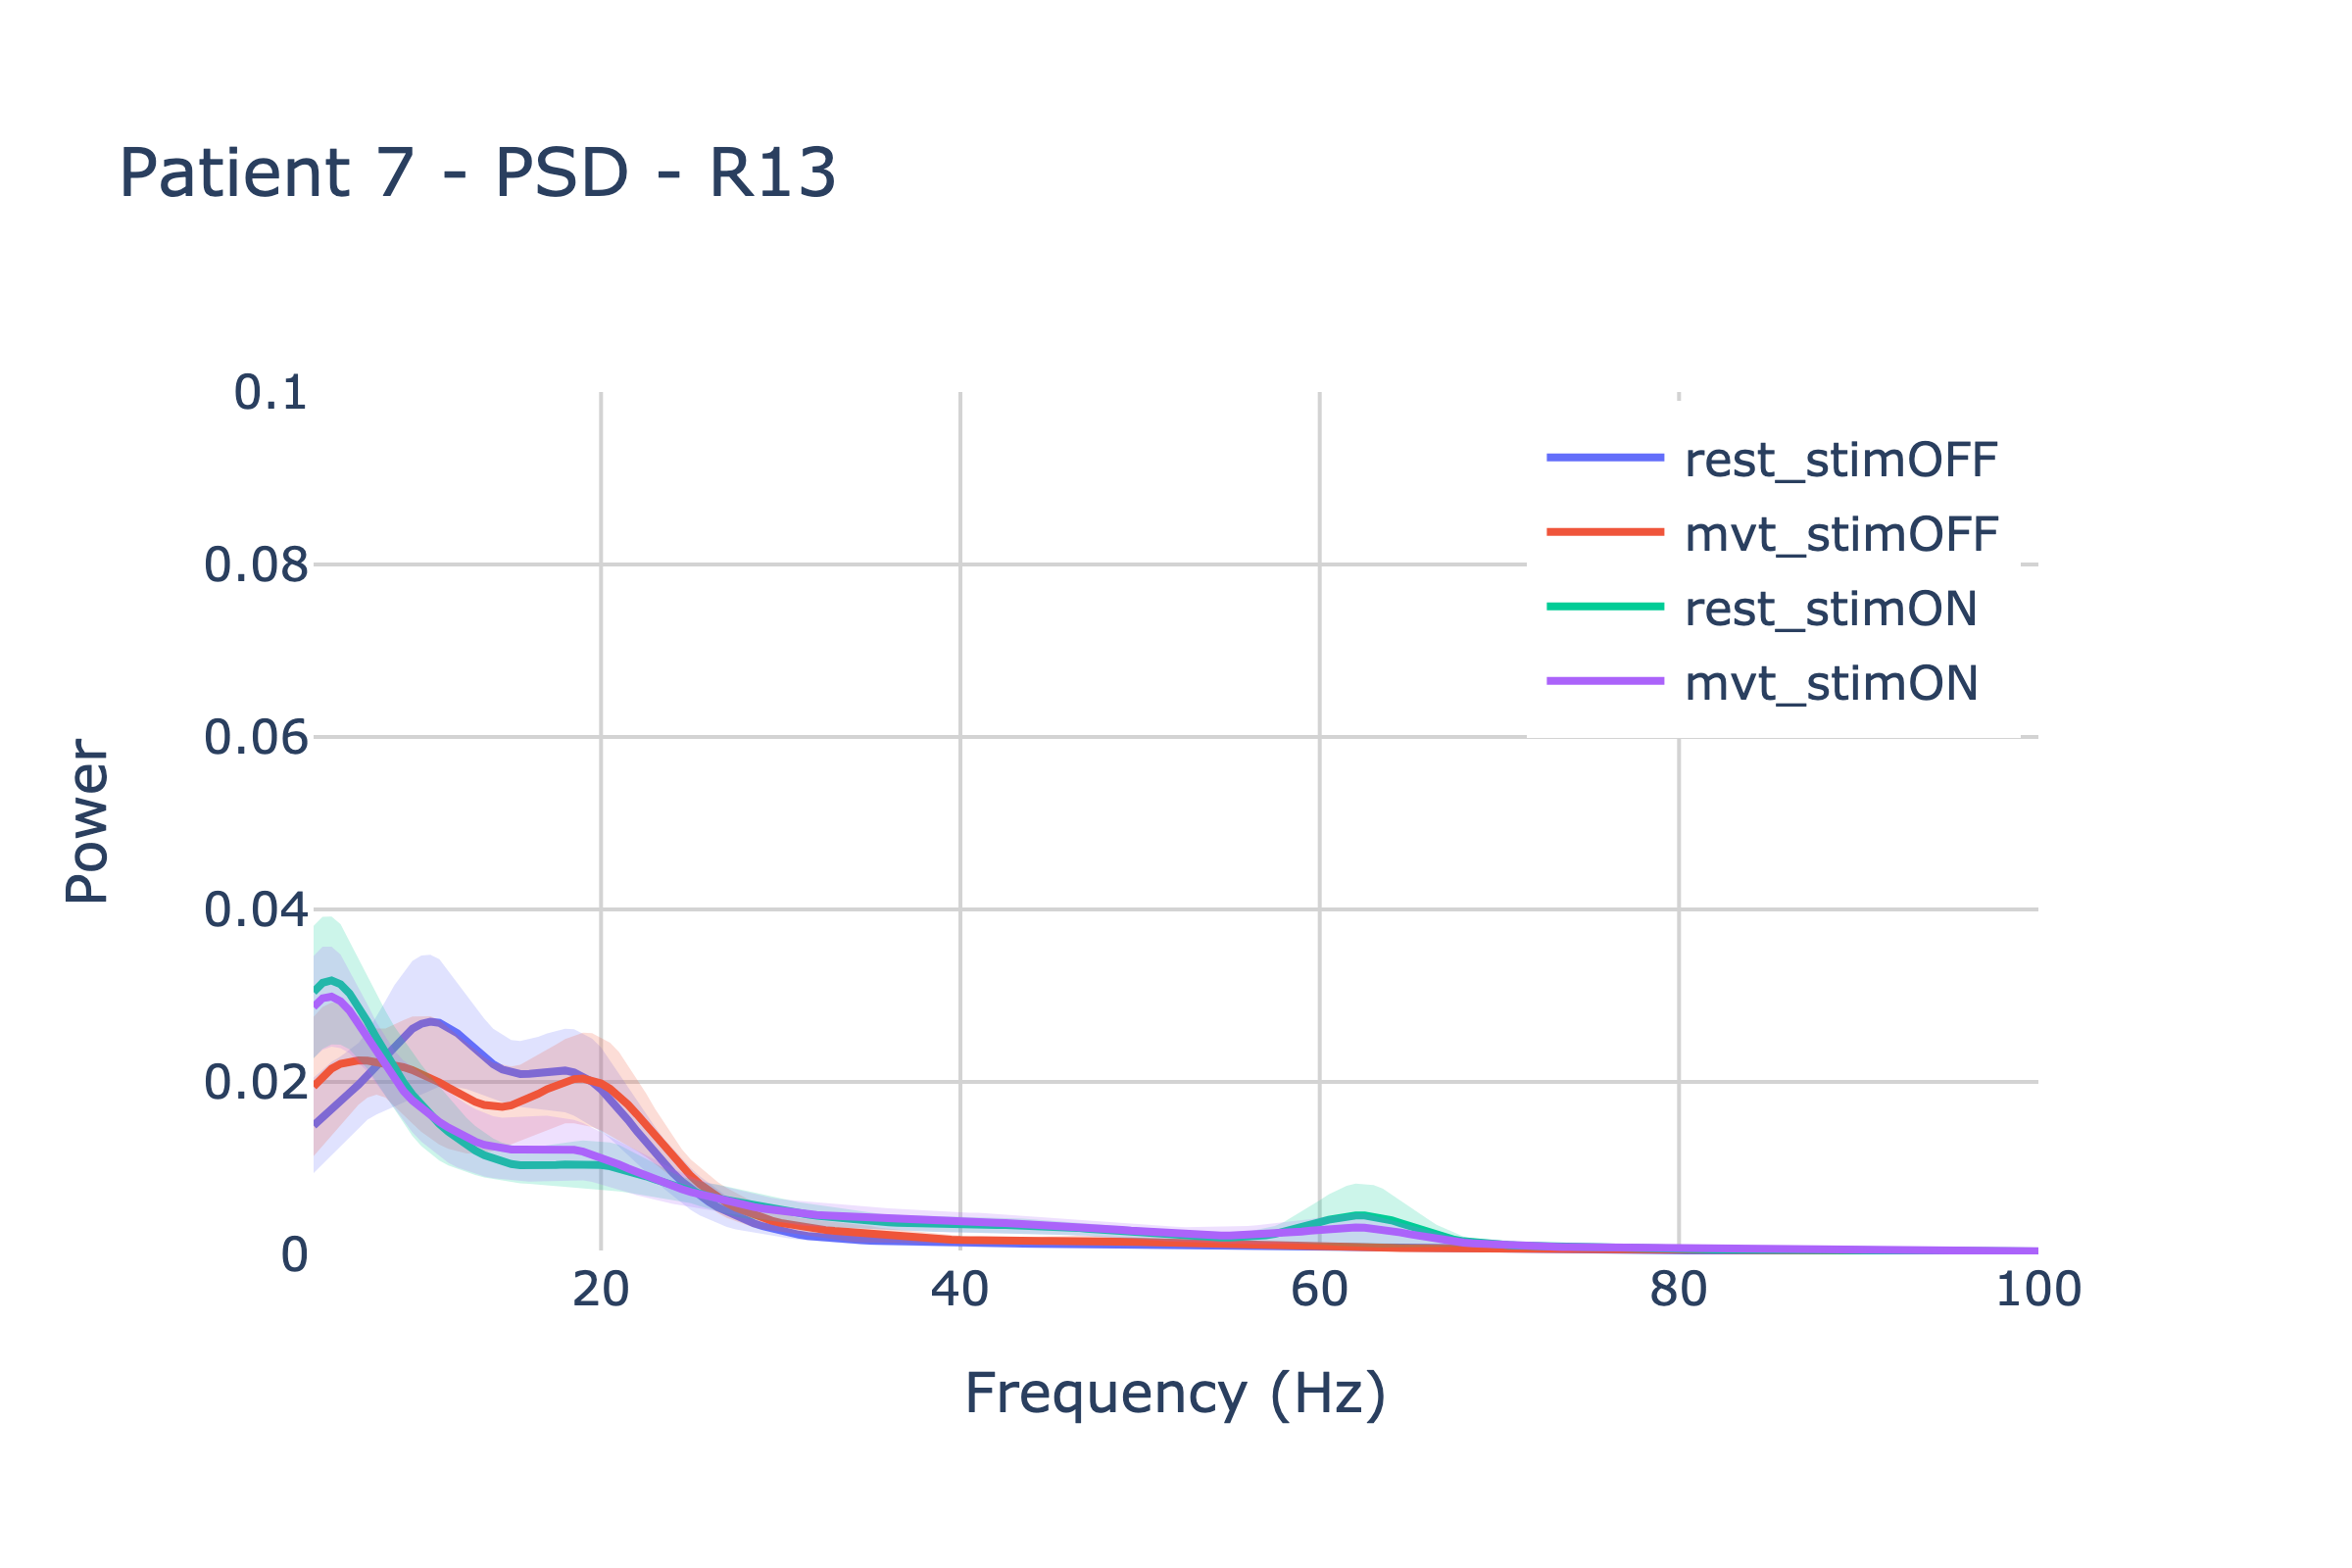 Patient 7 - PSD - R13
0.1
0.08
0.06
0.04
0.02
0
Power
rest_stimOFF
mvt_stimOFF
rest_stimON
mvt_stimON
20 40 60 80 100
Frequency (Hz)